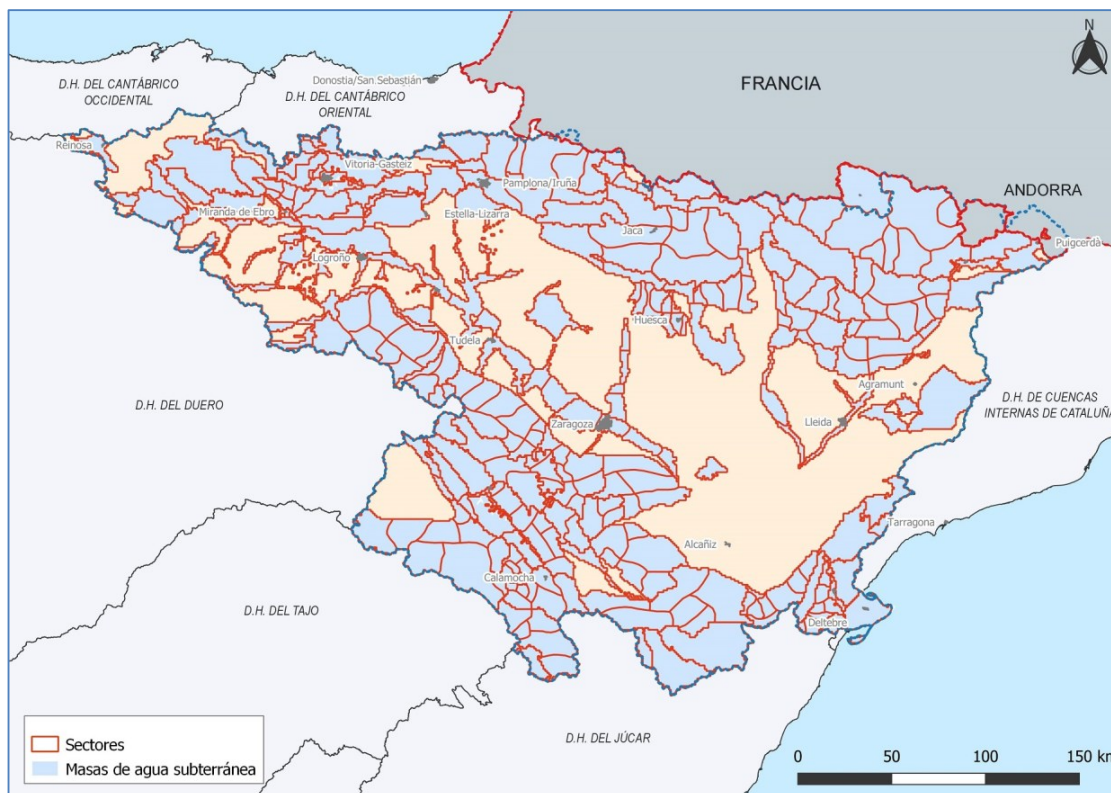 N
FRANCIA
D.H. DEL CANTÁBRICO
OCCIDENTAL
Donostia/San Sebastián
D.H. DEL CANTÁBRICO
ORIENTAL
Reinosa
Vitoria-Gasteiz
Pamplona/Iruña
ANDORRA
Miranda de Ebro
Estella-Lizarra
Jaca
Puigcerdà
Logroño
Huesca
Tudela
Agramunt
D.H. DE CUENCAS
INTERNAS DE CATALUÑA
D.H. DEL DUERO
Zaragoza
Lleida
Tarragona
Alcañiz
Calamocha
D.H. DEL TAJO
Deltebre
D.H. DEL JÚCAR
Sectores
Masas de agua subterránea
0 50 100 150 km